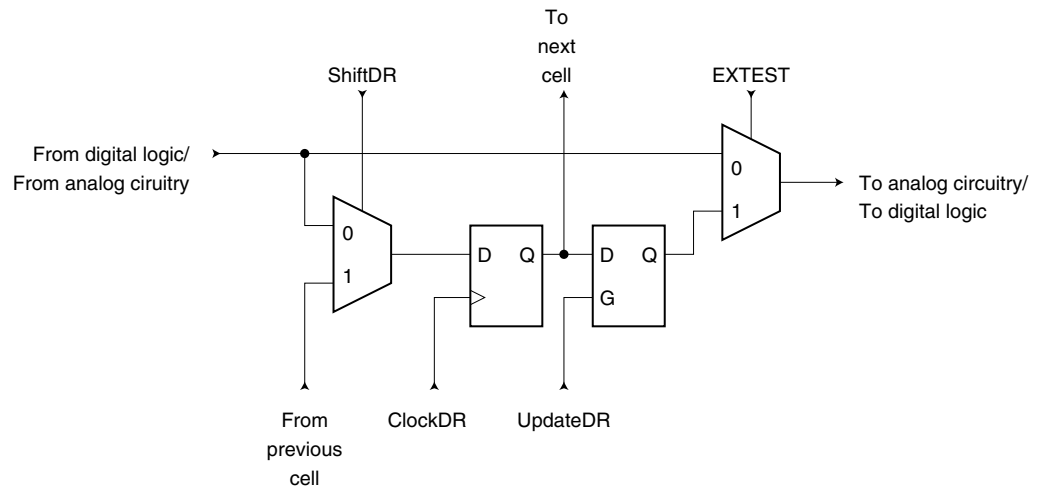 To
next
cell
ShiftDR
EXTEST
From digital logic/
From analog ciruitry
0
1
To analog circuitry/
To digital logic
0
1
D Q
D Q
G
From
previous
cell
ClockDR
UpdateDR